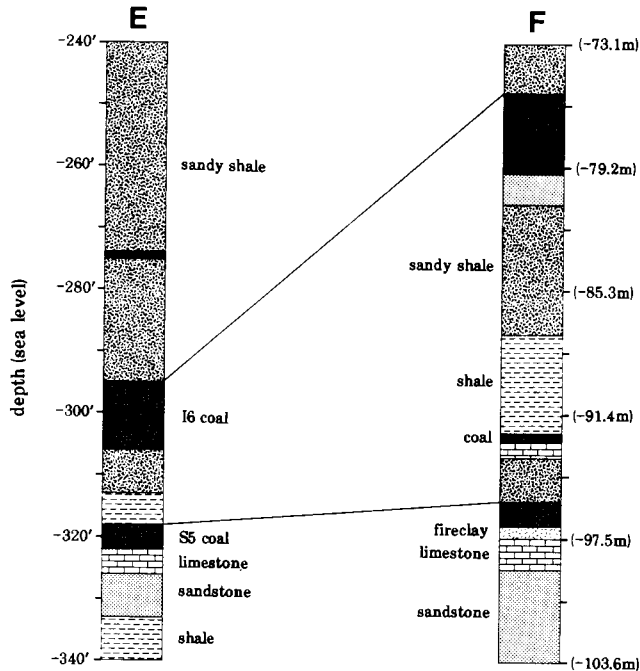 E
F
-240'
-260'
-280'
-300'
-320'
-340'
depth (sea level)
sandy shale
I6 coal
S5 coal
limestone
sandstone
shale
sandy shale
shale
coal
fireclay
limestone
sandstone
(-73.1m)
(-79.2m)
(-85.3m)
(-91.4m)
(-97.5m)
(-103.6m)